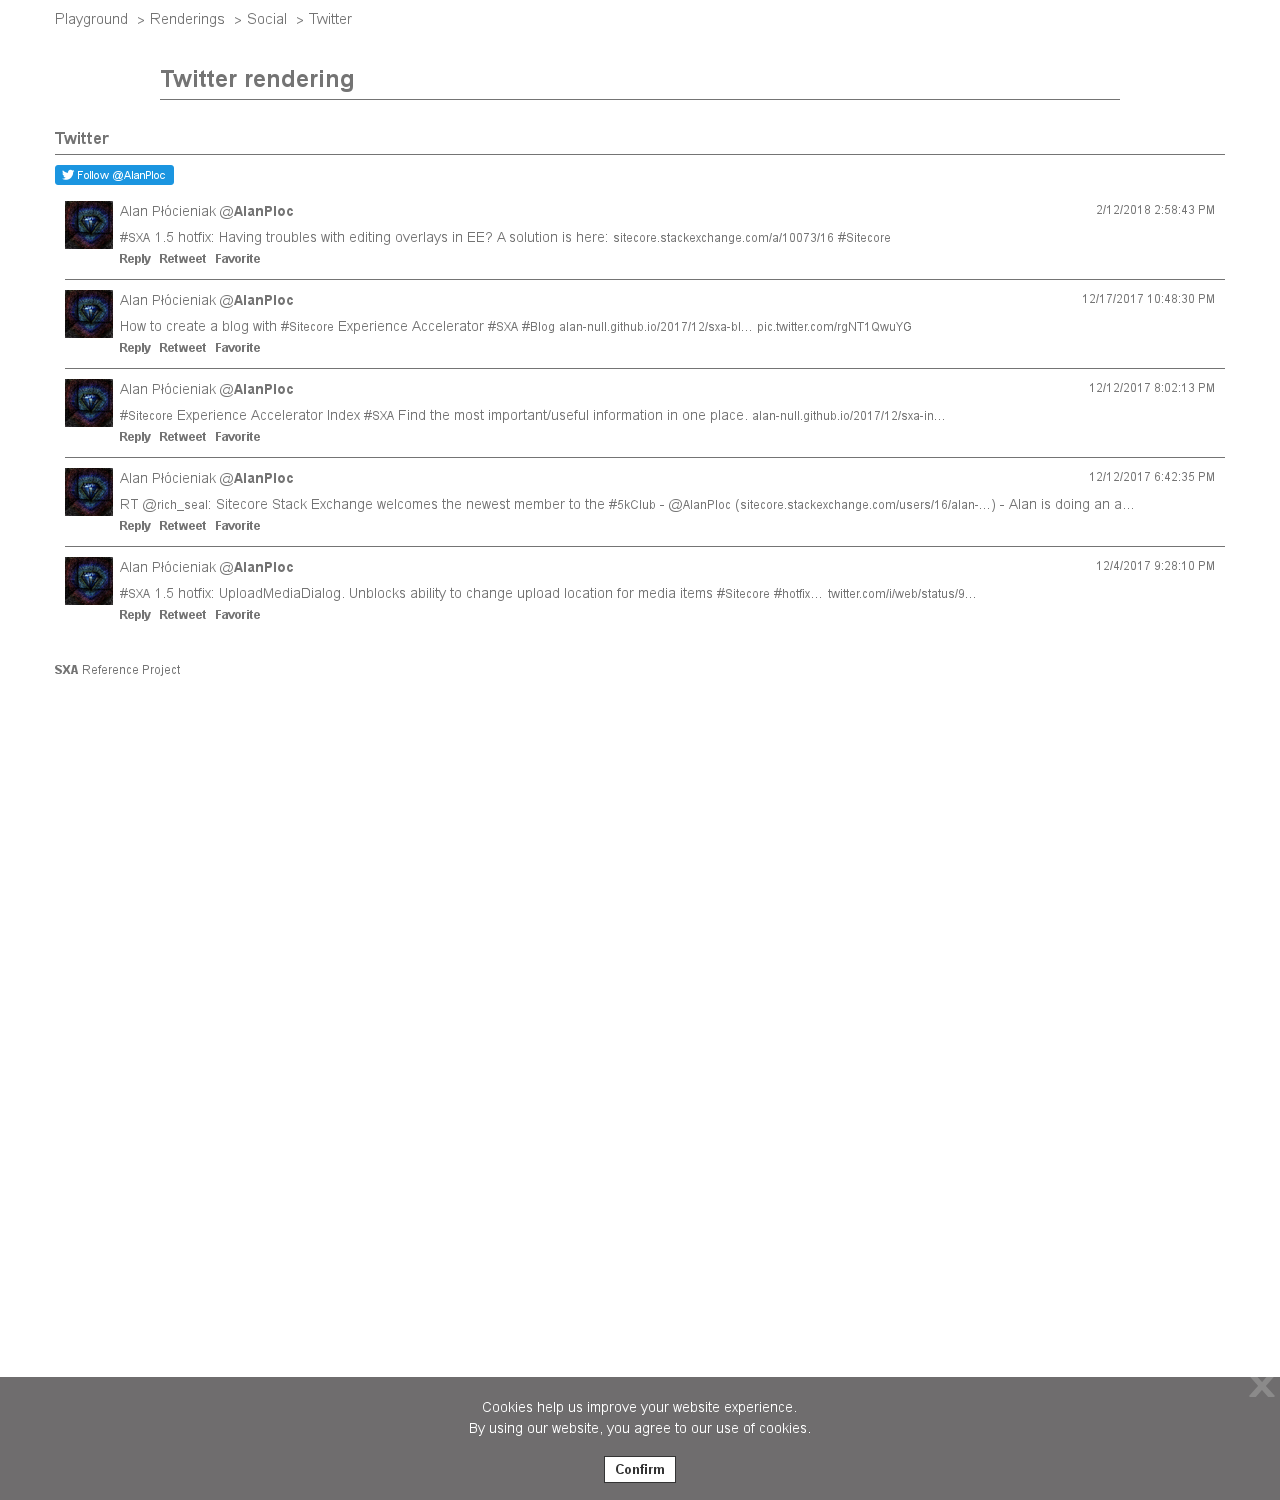 Playground > Renderings > Social > Twitter
Twitter rendering
Twitter
Follow @AlanPloc
Alan Płócieniak @AlanPloc 2/12/2018 2:58:43 PM
#SXA 1.5 hotfix: Having troubles with editing overlays in EE? A solution is here: sitecore.stackexchange.com/a/10073/16 #Sitecore
Reply Retweet Favorite
Alan Płócieniak @AlanPloc 12/17/2017 10:48:30 PM
How to create a blog with #Sitecore Experience Accelerator #SXA #Blog alan-null.github.io/2017/12/sxa-bl… pic.twitter.com/rgNT1QwuYG
Reply Retweet Favorite
Alan Płócieniak @AlanPloc 12/12/2017 8:02:13 PM
#Sitecore Experience Accelerator Index #SXA Find the most important/useful information in one place. alan-null.github.io/2017/12/sxa-in…
Reply Retweet Favorite
Alan Płócieniak @AlanPloc 12/12/2017 6:42:35 PM
RT @rich_seal: Sitecore Stack Exchange welcomes the newest member to the #5kClub - @AlanPloc (sitecore.stackexchange.com/users/16/alan-…) - Alan is doing an a…
Reply Retweet Favorite
Alan Płócieniak @AlanPloc 12/4/2017 9:28:10 PM
#SXA 1.5 hotfix: UploadMediaDialog. Unblocks ability to change upload location for media items #Sitecore #hotfix… twitter.com/i/web/status/9…
Reply Retweet Favorite
SXA Reference Project
X
Cookies help us improve your website experience.
By using our website, you agree to our use of cookies.
Confirm